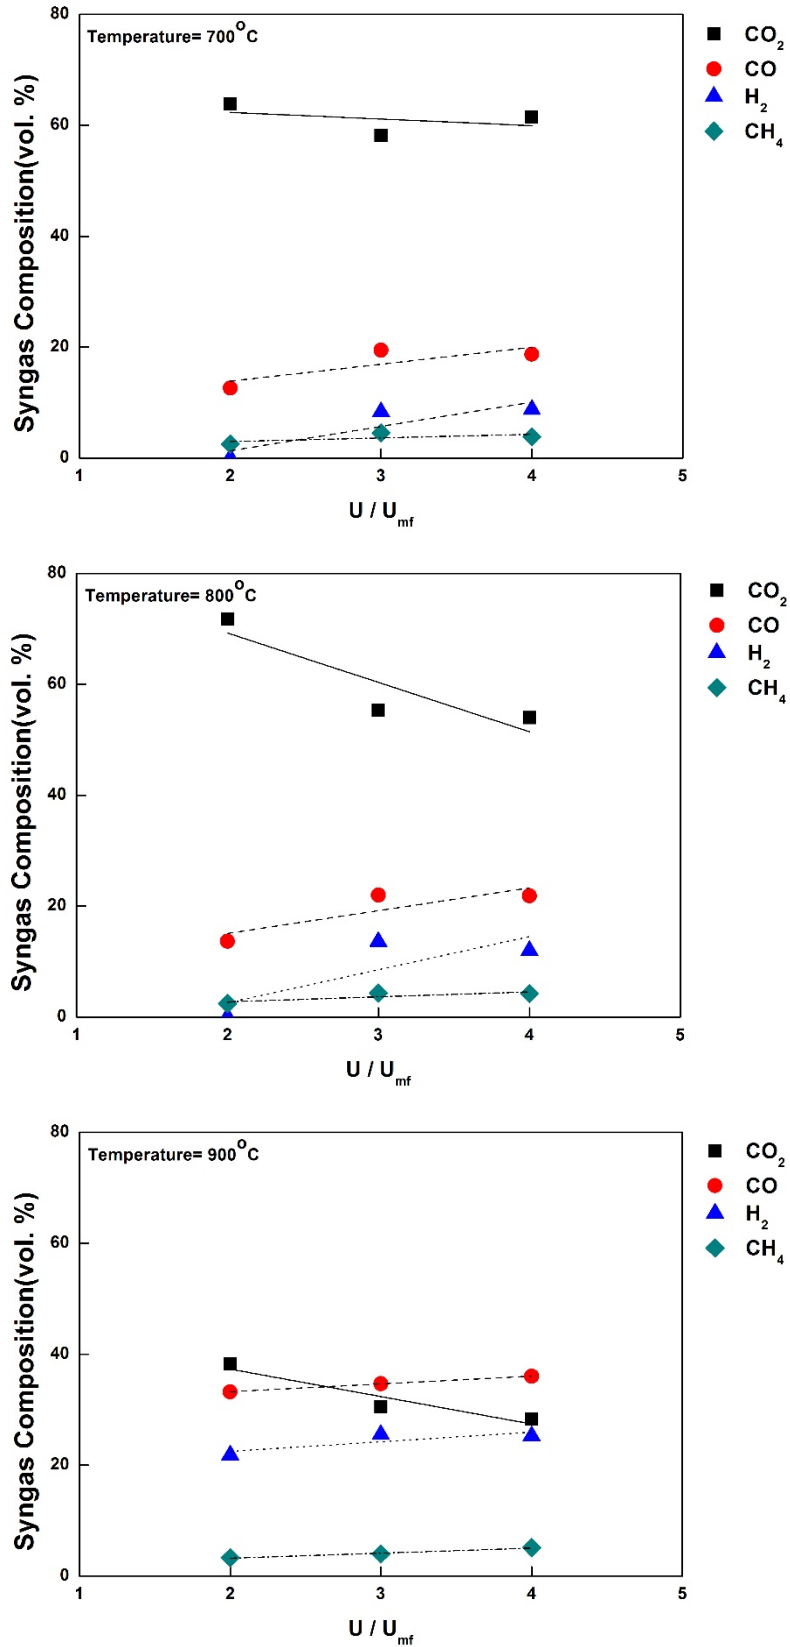 Temperature= 700°C
CO₂
CO
H₂
CH₄
Syngas Composition(vol. %)
80
60
40
20
0
1 2 3 4 5
U / Uₘf
Temperature= 800°C
CO₂
CO
H₂
CH₄
Syngas Composition(vol. %)
80
60
40
20
0
1 2 3 4 5
U / Uₘf
Temperature= 900°C
CO₂
CO
H₂
CH₄
Syngas Composition(vol. %)
80
60
40
20
0
1 2 3 4 5
U / Uₘf